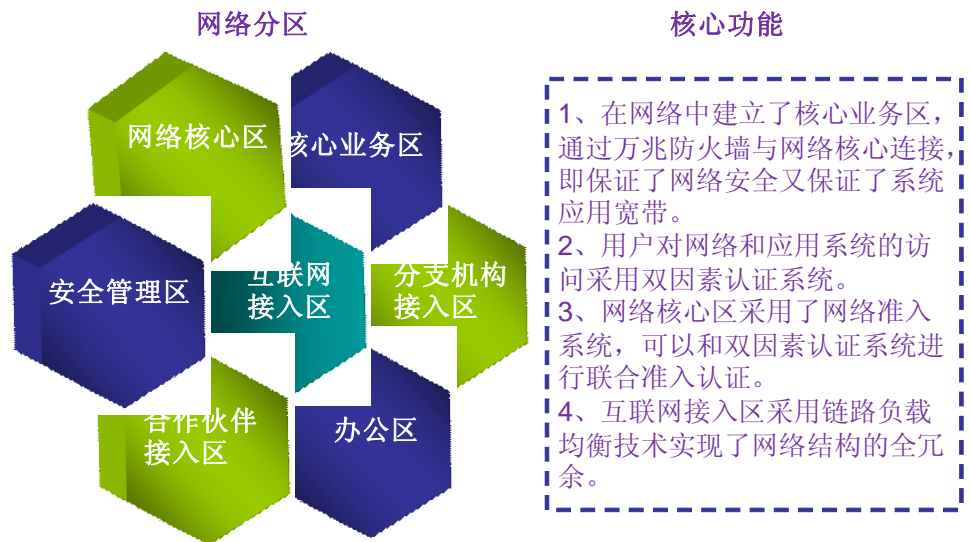 网络分区
核心功能
网络核心区
核心业务区
安全管理区
互联网
接入区
分支机构
接入区
合作伙伴
接入区
办公区
1、在网络中建立了核心业务区，
通过万兆防火墙与网络核心连接，
即保证了网络安全又保证了系统
应用宽带。
2、用户对网络和应用系统的访
问采用双因素认证系统。
3、网络核心区采用了网络准入
系统，可以和双因素认证系统进
行联合准入认证。
4、互联网接入区采用链路负载
均衡技术实现了网络结构的全冗
余。